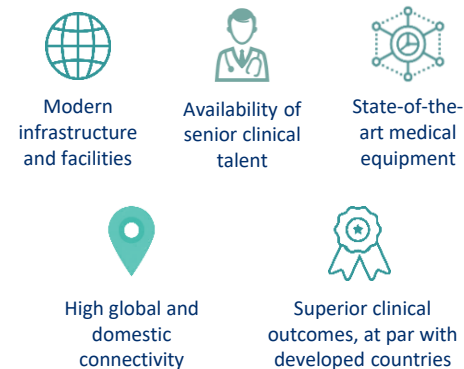 Modern
infrastructure
and facilities
Availability of
senior clinical
talent
State-of-the-
art medical
equipment
High global and
domestic
connectivity
Superior clinical
outcomes, at par with
developed countries